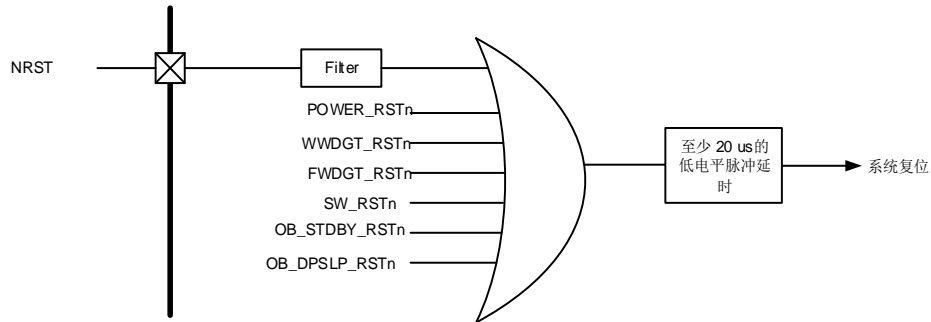 NRST
Filter
POWER_RSTn
WWDGT_RSTn
FWDGT_RSTn
SW_RSTn
OB_STDBY_RSTn
OB_DPSLP_RSTn
至少 20 us的
低电平脉冲延
时
系统复位